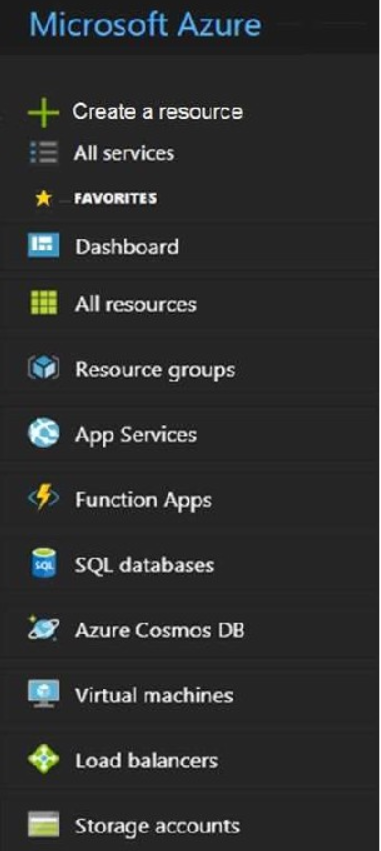 Microsoft Azure
Create a resource
All services
FAVORITES
Dashboard
All resources
Resource groups
App Services
Function Apps
SQL
SQL databases
Azure Cosmos DB
Virtual machines
Load balancers
Storage accounts